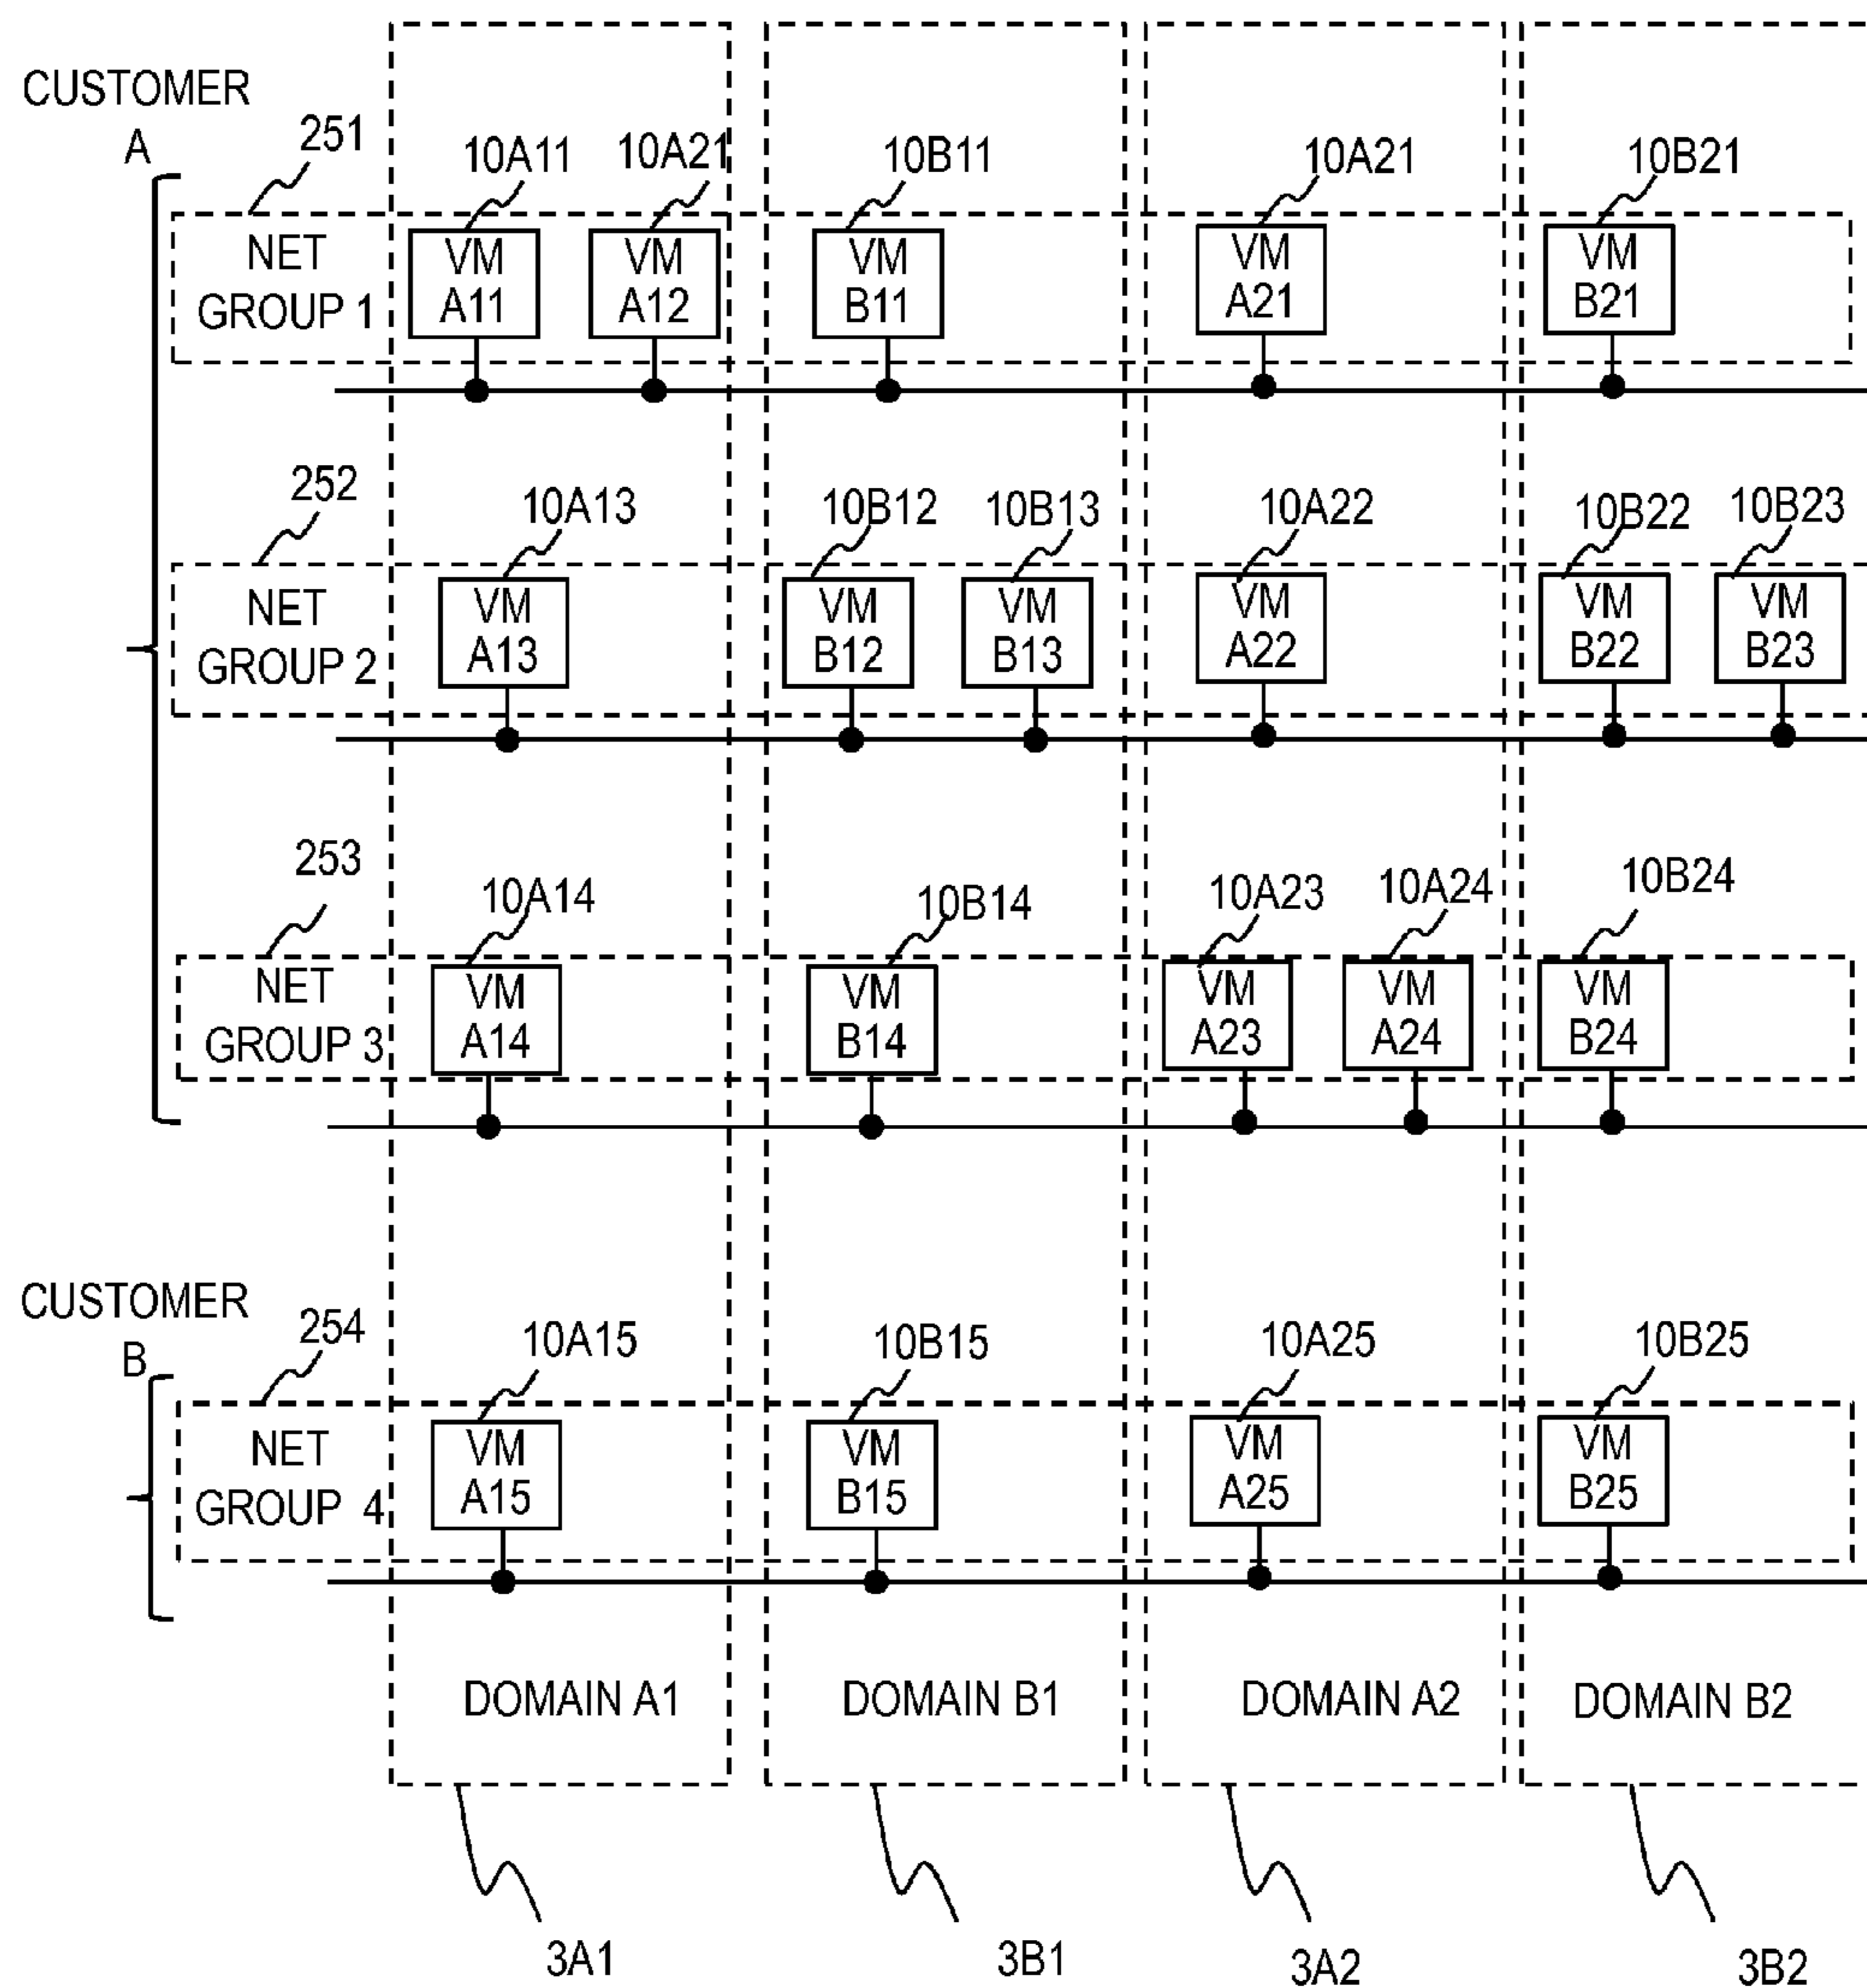 CUSTOMER
A
251
10A11
10A21
10B11
10A21
10B21
NET
GROUP 1
VM
A11
VM
A12
VM
B11
VM
A21
VM
B21
252
10A13
10B12
10B13
10A22
10B22
10B23
NET
GROUP 2
VM
A13
VM
B12
VM
B13
VM
A22
VM
B22
VM
B23
253
10A14
10B14
10A23
10A24
10B24
NET
GROUP 3
VM
A14
VM
B14
VM
A23
VM
A24
VM
B24
CUSTOMER
B
254
10A15
10B15
10A25
10B25
NET
GROUP 4
VM
A15
VM
B15
VM
A25
VM
B25
DOMAIN A1
DOMAIN B1
DOMAIN A2
DOMAIN B2
3A1
3B1
3A2
3B2